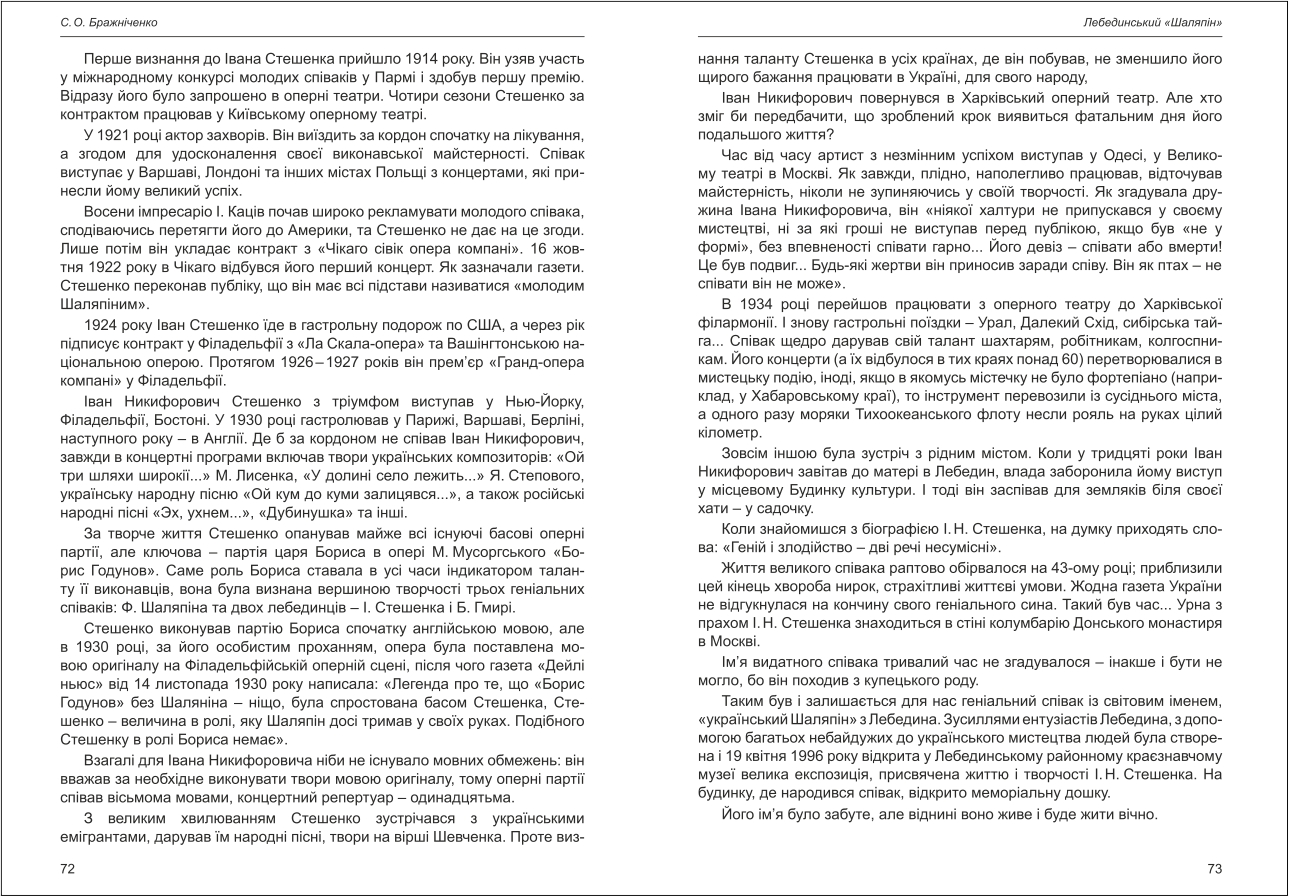 С. О. Бражніченко
Перше визнання до Івана Стешенка прийшло 1914 року. Він узяв участь
у міжнародному конкурсі молодих співаків у Пармі і здобув першу премію.
Відразу його було запрошено в оперні театри. Чотири сезони Стешенко за
контрактом працював у Київському оперному театрі.
У 1921 році актор захворів. Він виїздить за кордон спочатку на лікування,
а згодом для удосконалення своєї виконавської майстерності. Співак
виступає у Варшаві, Лондоні та інших містах Польщі з концертами, які при-
несли йому великий успіх.
Восени імпресаріо І. Каців почав широко рекламувати молодого співака,
сподіваючись перетягти його до Америки, та Стешенко не дає на це згоди.
Лише потім він укладає контракт з «Чікаго сівік опера компані». 16 жов-
тня 1922 року в Чікаго відбувся його перший концерт. Як зазначали газети.
Стешенко переконав публіку, що він має всі підстави називатися «молодим
Шаляпіним».
1924 року Іван Стешенко їде в гастрольну подорож по США, а через рік
підписує контракт у Філадельфії з «Ла Скала-опера» та Вашінгтонською на-
ціональною оперою. Протягом 1926–1927 років він прем’єр «Гранд-опера
компані» у Філадельфії.
Іван Никифорович Стешенко з тріумфом виступав у Нью-Йорку,
Філадельфії, Бостоні. У 1930 році гастролював у Парижі, Варшаві, Берліні,
наступного року – в Англії. Де б за кордоном не співав Іван Никифорович,
завжди в концертні програми включав твори українських композиторів: «Ой
три шляхи широкії...» М. Лисенка, «У долині село лежить...» Я. Степового,
українську народну пісню «Ой кум до куми залицявся...», а також російські
народні пісні «Эх, ухнем...», «Дубинушка» та інші.
За творче життя Стешенко опанував майже всі існуючі басові оперні
партії, але ключова – партія царя Бориса в опері М. Мусоргського «Бо-
рис Годунов». Саме роль Бориса ставала в усі часи індикатором талан-
ту її виконавців, вона була визнана вершиною творчості трьох геніальних
співаків: Ф. Шаляпіна та двох лебединців – І. Стешенка і Б. Гмирі.
Стешенко виконував партію Бориса спочатку англійською мовою, але
в 1930 році, за його особистим проханням, опера була поставлена мо-
вою оригіналу на Філадельфійській оперній сцені, після чого газета «Дейлі
ньюс» від 14 листопада 1930 року написала: «Легенда про те, що «Борис
Годунов» без Шаляніна – ніщо, була спростована басом Стешенка, Сте-
шенко – величина в ролі, яку Шаляпін досі тримав у своїх руках. Подібного
Стешенку в ролі Бориса немає».
Взагалі для Івана Никифоровича ніби не існувало мовних обмежень: він
вважав за необхідне виконувати твори мовою оригіналу, тому оперні партії
співав вісьмома мовами, концертний репертуар – одинадцятьма.
З великим хвилюванням Стешенко зустрічався з українськими
емігрантами, дарував їм народні пісні, твори на вірші Шевченка. Проте виз-
72
Лебединський «Шаляпін»
нання таланту Стешенка в усіх країнах, де він побував, не зменшило його
щирого бажання працювати в Україні, для свого народу,
Іван Никифорович повернувся в Харківський оперний театр. Але хто
зміг би передбачити, що зроблений крок виявиться фатальним дня його
подальшого життя?
Час від часу артист з незмінним успіхом виступав у Одесі, у Велико-
му театрі в Москві. Як завжди, плідно, наполегливо працював, відточував
майстерність, ніколи не зупиняючись у своїй творчості. Як згадувала дру-
жина Івана Никифоровича, він «ніякої халтури не припускався у своєму
мистецтві, ні за які гроші не виступав перед публікою, якщо був «не у
формі», без впевненості співати гарно... Його девіз – співати або вмерти!
Це був подвиг... Будь-які жертви він приносив заради співу. Він як птах – не
співати він не може».
В 1934 році перейшов працювати з оперного театру до Харківської
філармонії. І знову гастрольні поїздки – Урал, Далекий Схід, сибірська тай-
га... Співак щедро дарував свій талант шахтарям, робітникам, колгоспни-
кам. Його концерти (а їх відбулося в тих краях понад 60) перетворювалися в
мистецьку подію, іноді, якщо в якомусь містечку не було фортепіано (напри-
клад, у Хабаровському краї), то інструмент перевозили із сусіднього міста,
а одного разу моряки Тихоокеанського флоту несли рояль на руках цілий
кілометр.
Зовсім іншою була зустріч з рідним містом. Коли у тридцяті роки Іван
Никифорович завітав до матері в Лебедин, влада заборонила йому виступ
у місцевому Будинку культури. І тоді він заспівав для земляків біля своєї
хати – у садочку.
Коли знайомишся з біографією І. Н. Стешенка, на думку приходять сло-
ва: «Геній і злодійство – дві речі несумісні».
Життя великого співака раптово обірвалося на 43-ому році; приблизили
цей кінець хвороба нирок, страхітливі життєві умови. Жодна газета України
не відгукнулася на кончину свого геніального сина. Такий був час... Урна з
прахом І. Н. Стешенка знаходиться в стіні колумбарію Донського монастиря
в Москві.
Ім’я видатного співака тривалий час не згадувалося – інакше і бути не
могло, бо він походив з купецького роду.
Таким був і залишається для нас геніальний співак із світовим іменем,
«український Шаляпін» з Лебедина. Зусиллями ентузіастів Лебедина, з допо-
могою багатьох небайдужих до українського мистецтва людей була створе-
на і 19 квітня 1996 року відкрита у Лебединському районному краєзнавчому
музеї велика експозиція, присвячена життю і творчості І. Н. Стешенка. На
будинку, де народився співак, відкрито меморіальну дошку.
Його ім’я було забуте, але віднині воно живе і буде жити вічно.
73